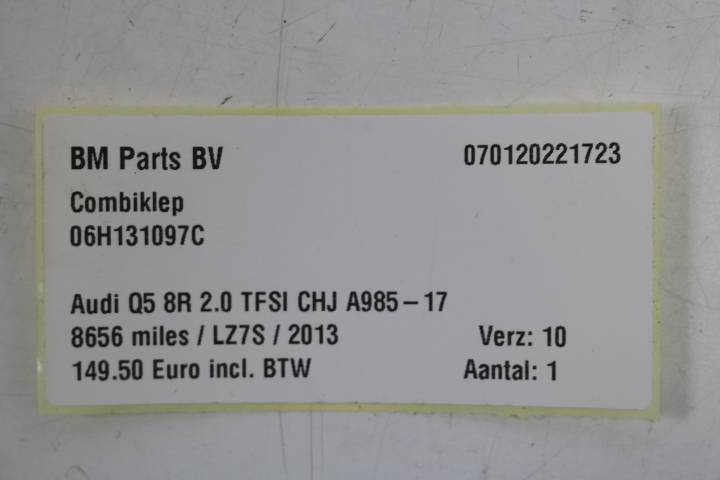 BM Parts BV 070120221723
Combiklep
06H131097C
Audi Q5 8R 2.0 TFSI CHJ A985-17
8656 miles / LZ7S / 2013 Verz: 10
149.50 Euro incl. BTW Aantal: 1